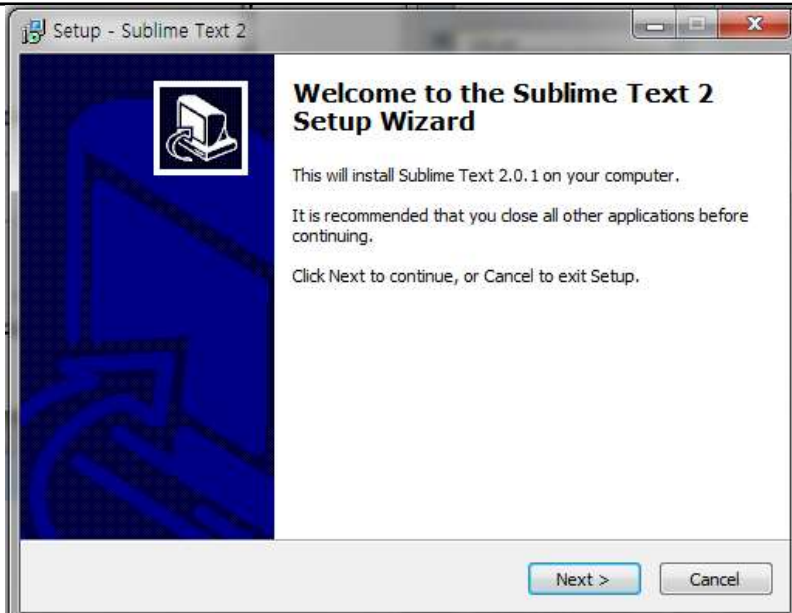 Setup - Sublime Text 2
Welcome to the Sublime Text 2
Setup Wizard
This will install Sublime Text 2.0.1 on your computer.
It is recommended that you close all other applications before
continuing.
Click Next to continue, or Cancel to exit Setup.
Next >
Cancel